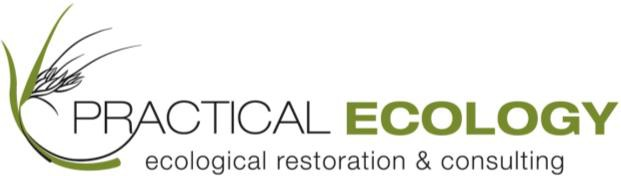 PRACTICAL ECOLOGY
ecological restoration & consulting